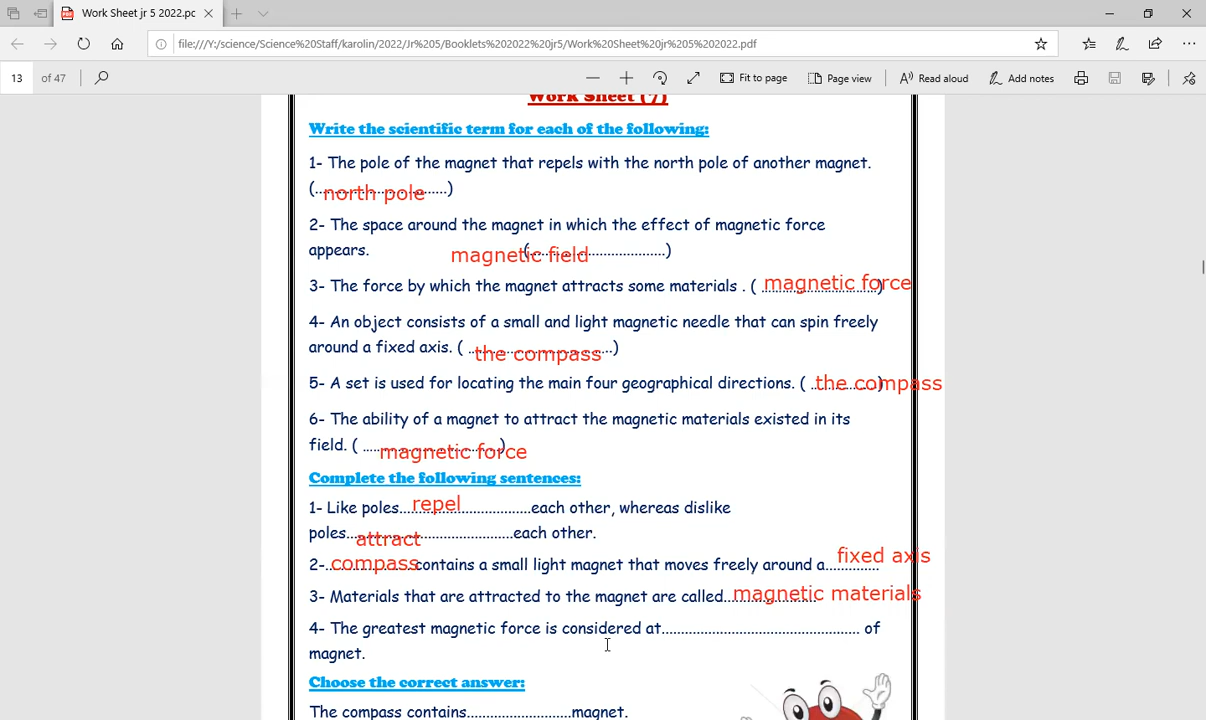 Work Sheet jr 5 2022.pc
file:///Y:/science/Science%20Staff/karolin/2022/Jr%205/Booklets%202022%20jr5/Work%20Sheet%20jr%205%202022.pdf
13 of 47 Fit to page Page view Read aloud Add notes
Work Sheet (7)
Write the scientific term for each of the following:
1- The pole of the magnet that repels with the north pole of another magnet.
(..............................) north pole
2- The space around the magnet in which the effect of magnetic force
appears. magnetic field (..............................)
3- The force by which the magnet attracts some materials . ( magnetic force )
4- An object consists of a small and light magnetic needle that can spin freely
around a fixed axis. ( the compass )
5- A set is used for locating the main four geographical directions. ( the compass )
6- The ability of a magnet to attract the magnetic materials existed in its
field. ( magnetic force )
Complete the following sentences:
1- Like poles... repel ...............each other, whereas dislike
poles... attract ...................each other.
2-. compass contains a small light magnet that moves freely around a.............. fixed axis
3- Materials that are attracted to the magnet are called.. magnetic materials
4- The greatest magnetic force is considered at................................................ of
magnet.
Choose the correct answer:
The compass contains.........................magnet.